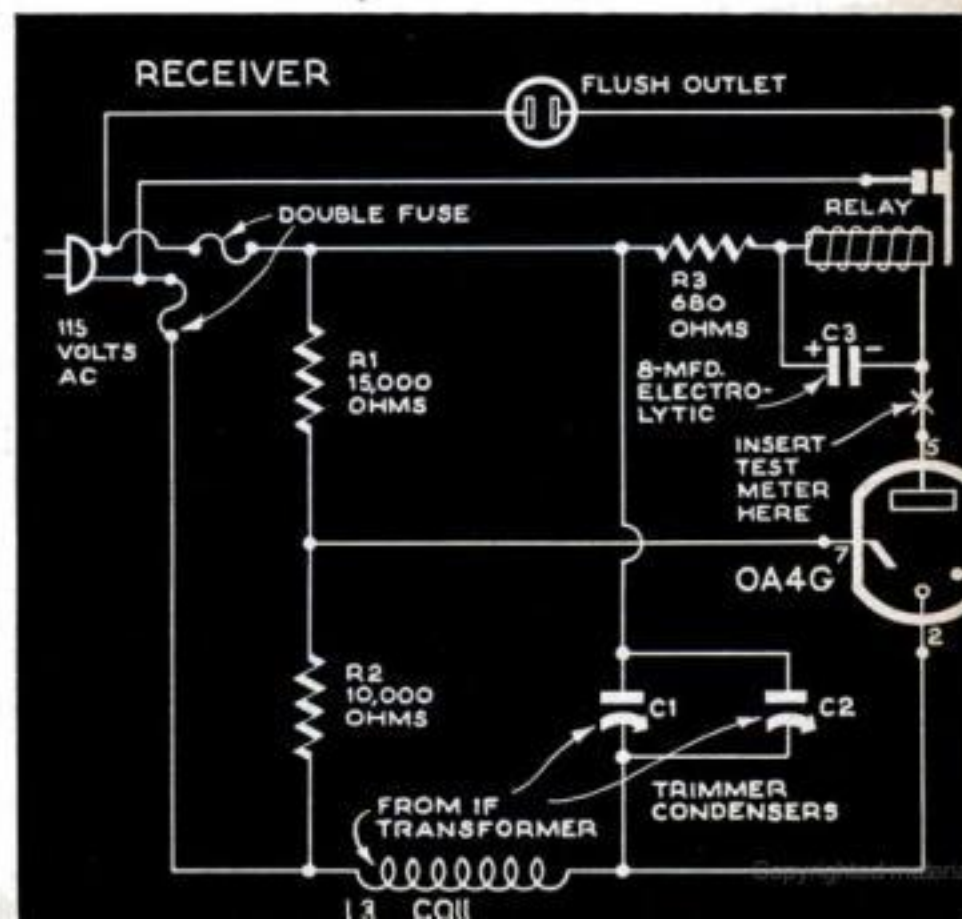 RECEIVER
FLUSH OUTLET
RELAY
DOUBLE FUSE
115
VOLTS
AC
R3
680
OHMS
R1
15,000
OHMS
C3
+ -
8-MFD.
ELECTRO-
LYTIC
INSERT
TEST
METER
HERE
5
7
OA4G
2
R2
10,000
OHMS
C1
C2
TRIMMER
CONDENSERS
FROM IF
TRANSFORMER
L3 COIL
Copyrighted materia